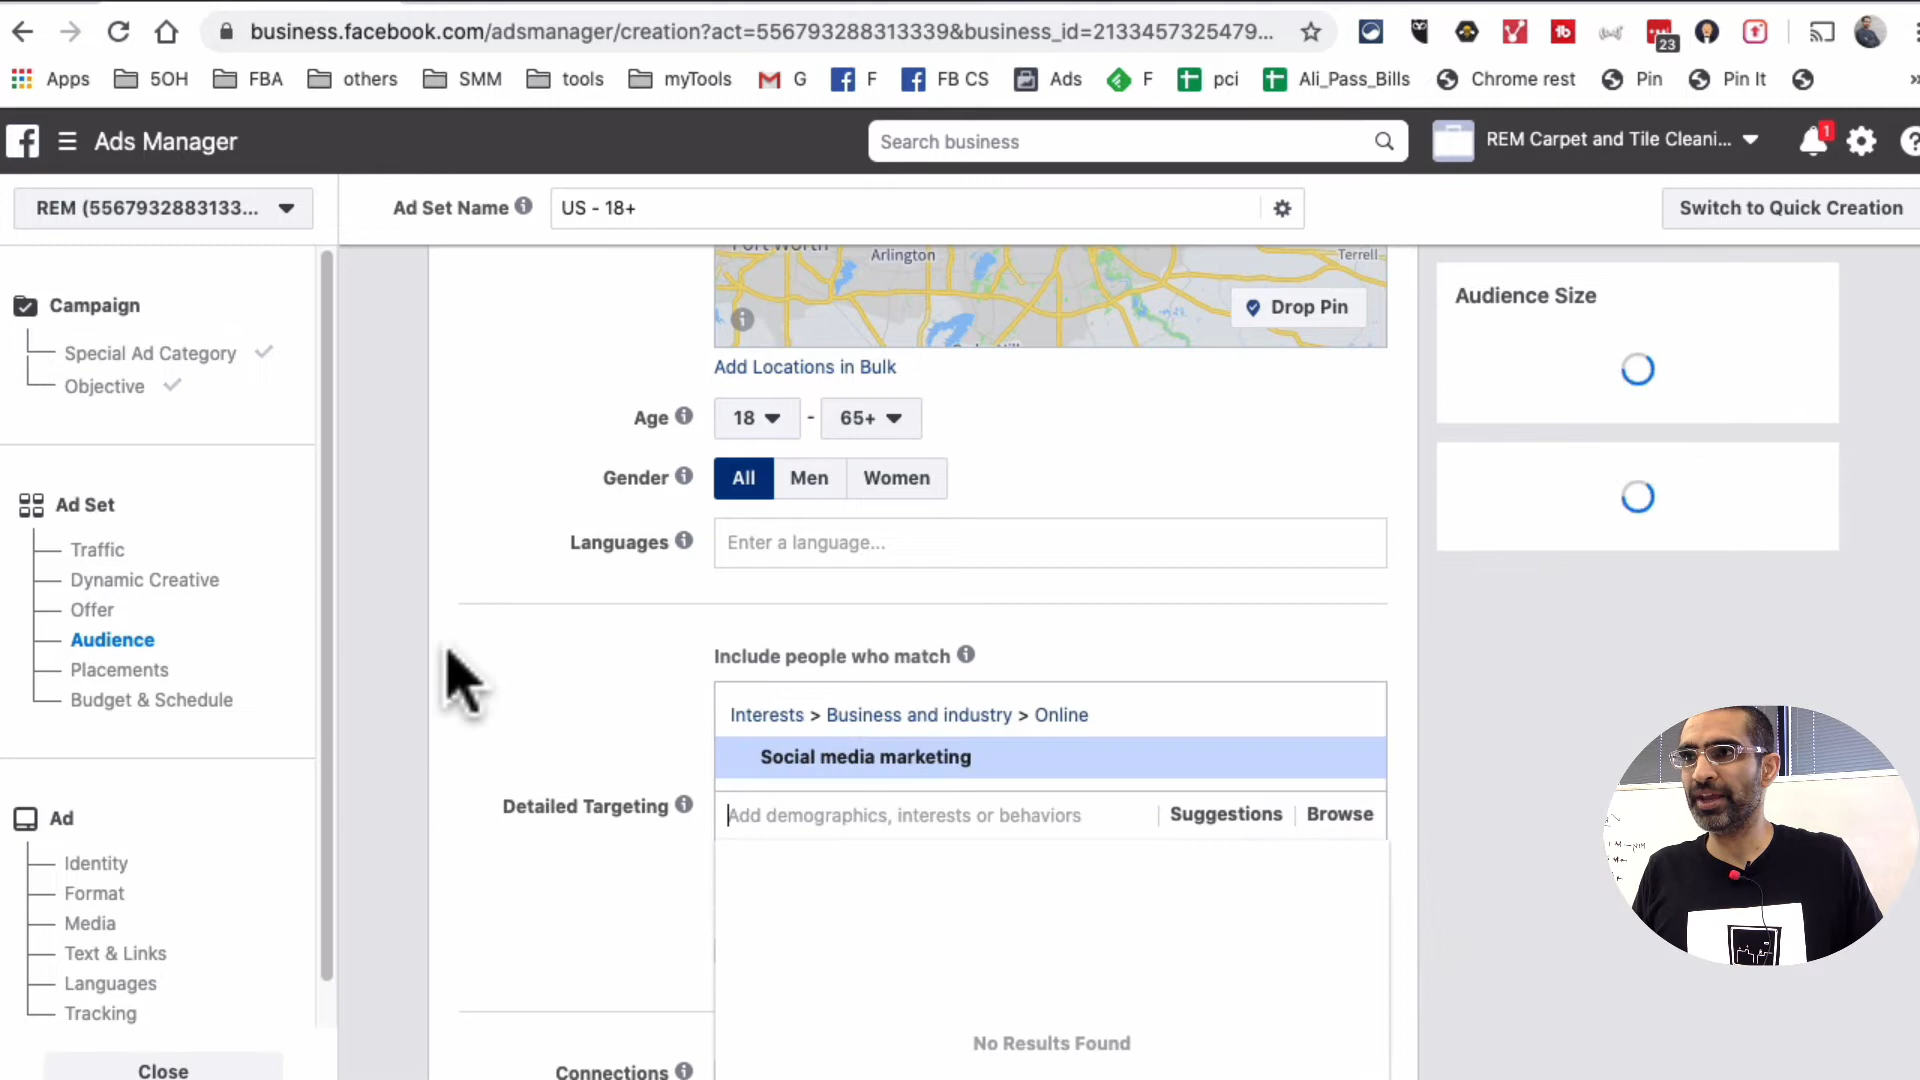 business.facebook.com/adsmanager/creation?act=556793288313339&business_id=2133457325479...
23
Apps 5OH FBA others SMM tools myTools G F FB CS Ads F pci Ali_Pass_Bills Chrome rest Pin Pin It »
Ads Manager
Search business
REM Carpet and Tile Cleani...
1
REM (5567932883133...
Ad Set Name
US - 18+
Switch to Quick Creation
Campaign
Special Ad Category
Objective
Ad Set
Traffic
Dynamic Creative
Offer
Audience
Placements
Budget & Schedule
Ad
Identity
Format
Media
Text & Links
Languages
Tracking
Close
Arlington
Terrell
Drop Pin
Add Locations in Bulk
Age
18 - 65+
Gender
All Men Women
Languages
Enter a language...
Include people who match
Interests > Business and industry > Online
Social media marketing
Detailed Targeting
Add demographics, interests or behaviors
Suggestions
Browse
No Results Found
Connections
Audience Size